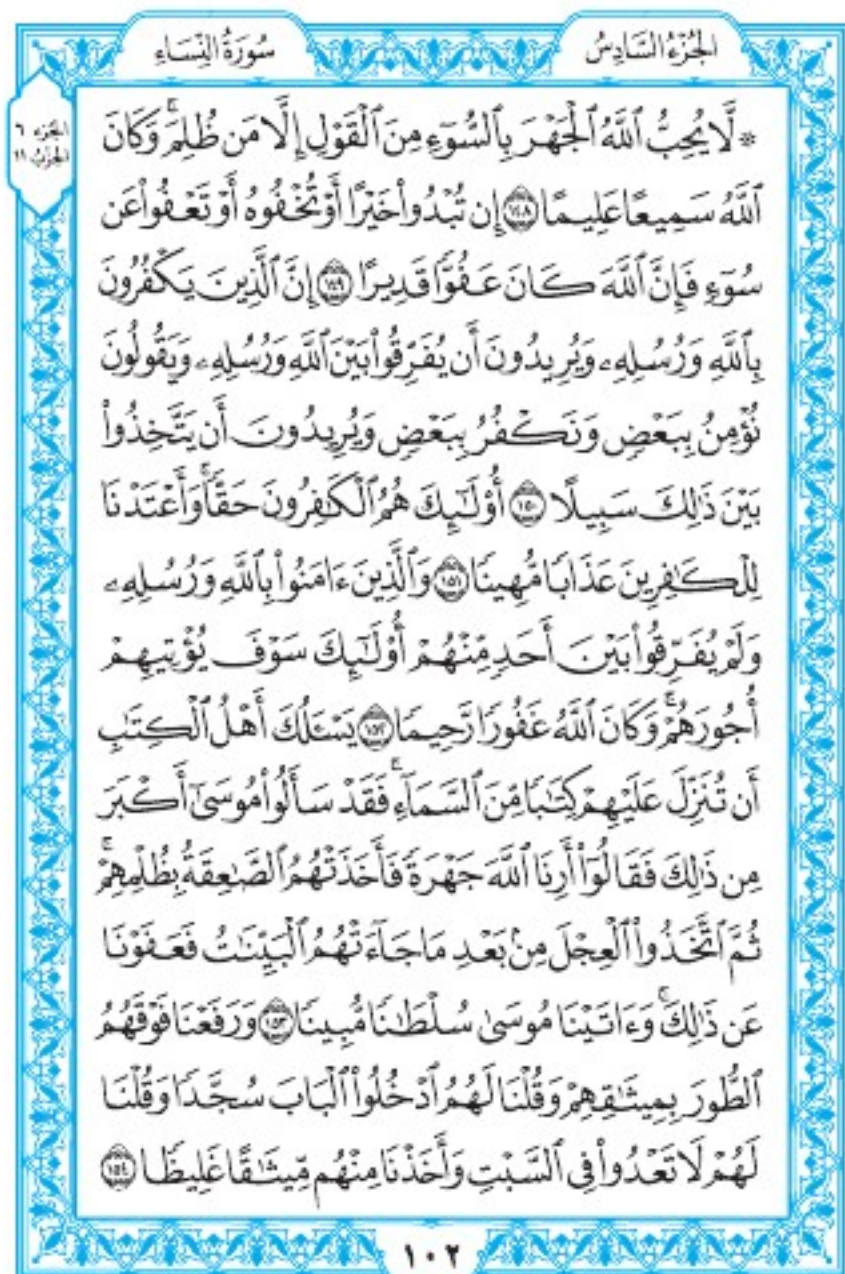 الجُزْءُ السَّادِسُ
سُورَةُ النِّسَاءِ
الجزء ٦
الحزب ١١
* لَّا يُحِبُّ ٱللَّهُ ٱلْجَهْرَ بِٱلسُّوٓءِ مِنَ ٱلْقَوْلِ إِلَّا مَن ظُلِمَۚ وَكَانَ
ٱللَّهُ سَمِيعًا عَلِيمًا ١٤٨ إِن تُبْدُوا۟ خَيْرًا أَوْ تُخْفُوهُ أَوْ تَعْفُوا۟ عَن
سُوٓءٍ فَإِنَّ ٱللَّهَ كَانَ عَفُوًّا قَدِيرًا ١٤٩ إِنَّ ٱلَّذِينَ يَكْفُرُونَ
بِٱللَّهِ وَرُسُلِهِۦ وَيُرِيدُونَ أَن يُفَرِّقُوا۟ بَيْنَ ٱللَّهِ وَرُسُلِهِۦ وَيَقُولُونَ
نُؤْمِنُ بِبَعْضٍ وَنَكْفُرُ بِبَعْضٍ وَيُرِيدُونَ أَن يَتَّخِذُوا۟
بَيْنَ ذَٰلِكَ سَبِيلًا ١٥٠ أُو۟لَٰٓئِكَ هُمُ ٱلْكَٰفِرُونَ حَقًّاۚ وَأَعْتَدْنَا
لِلْكَٰفِرِينَ عَذَابًا مُّهِينًا ١٥١ وَٱلَّذِينَ ءَامَنُوا۟ بِٱللَّهِ وَرُسُلِهِۦ
وَلَمْ يُفَرِّقُوا۟ بَيْنَ أَحَدٍ مِّنْهُمْ أُو۟لَٰٓئِكَ سَوْفَ يُؤْتِيهِمْ
أُجُورَهُمْۚ وَكَانَ ٱللَّهُ غَفُورًا رَّحِيمًا ١٥٢ يَسْـَٔلُكَ أَهْلُ ٱلْكِتَٰبِ
أَن تُنَزِّلَ عَلَيْهِمْ كِتَٰبًا مِّنَ ٱلسَّمَآءِۚ فَقَدْ سَأَلُوا۟ مُوسَىٰٓ أَكْبَرَ
مِن ذَٰلِكَ فَقَالُوٓا۟ أَرِنَا ٱللَّهَ جَهْرَةً فَأَخَذَتْهُمُ ٱلصَّٰعِقَةُ بِظُلْمِهِمْۚ
ثُمَّ ٱتَّخَذُوا۟ ٱلْعِجْلَ مِنۢ بَعْدِ مَا جَآءَتْهُمُ ٱلْبَيِّنَٰتُ فَعَفَوْنَا
عَن ذَٰلِكَۚ وَءَاتَيْنَا مُوسَىٰ سُلْطَٰنًا مُّبِينًا ١٥٣ وَرَفَعْنَا فَوْقَهُمُ
ٱلطُّورَ بِمِيثَٰقِهِمْ وَقُلْنَا لَهُمُ ٱدْخُلُوا۟ ٱلْبَابَ سُجَّدًا وَقُلْنَا
لَهُمْ لَا تَعْدُوا۟ فِى ٱلسَّبْتِ وَأَخَذْنَا مِنْهُم مِّيثَٰقًا غَلِيظًا ١٥٤
١٠٢